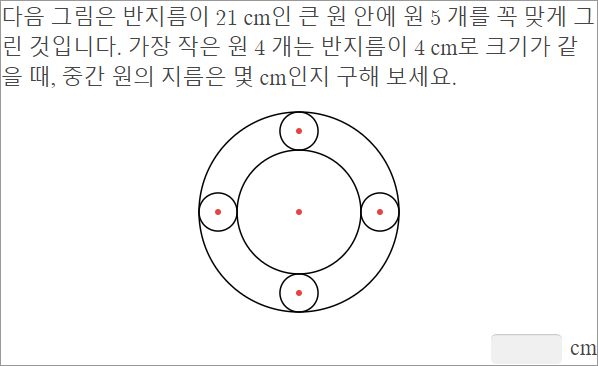 다음 그림은 반지름이 21 cm인 큰 원 안에 원 5 개를 꼭 맞게 그
린 것입니다. 가장 작은 원 4 개는 반지름이 4 cm로 크기가 같
을 때, 중간 원의 지름은 몇 cm인지 구해 보세요.
cm